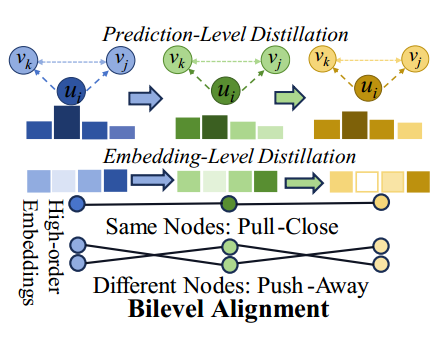 Prediction-Level Distillation
v_k v_j v_k v_j v_k v_j
u_i u_i u_i
Embedding-Level Distillation
High-order
Embeddings
Same Nodes: Pull-Close
Different Nodes: Push-Away
Bilevel Alignment